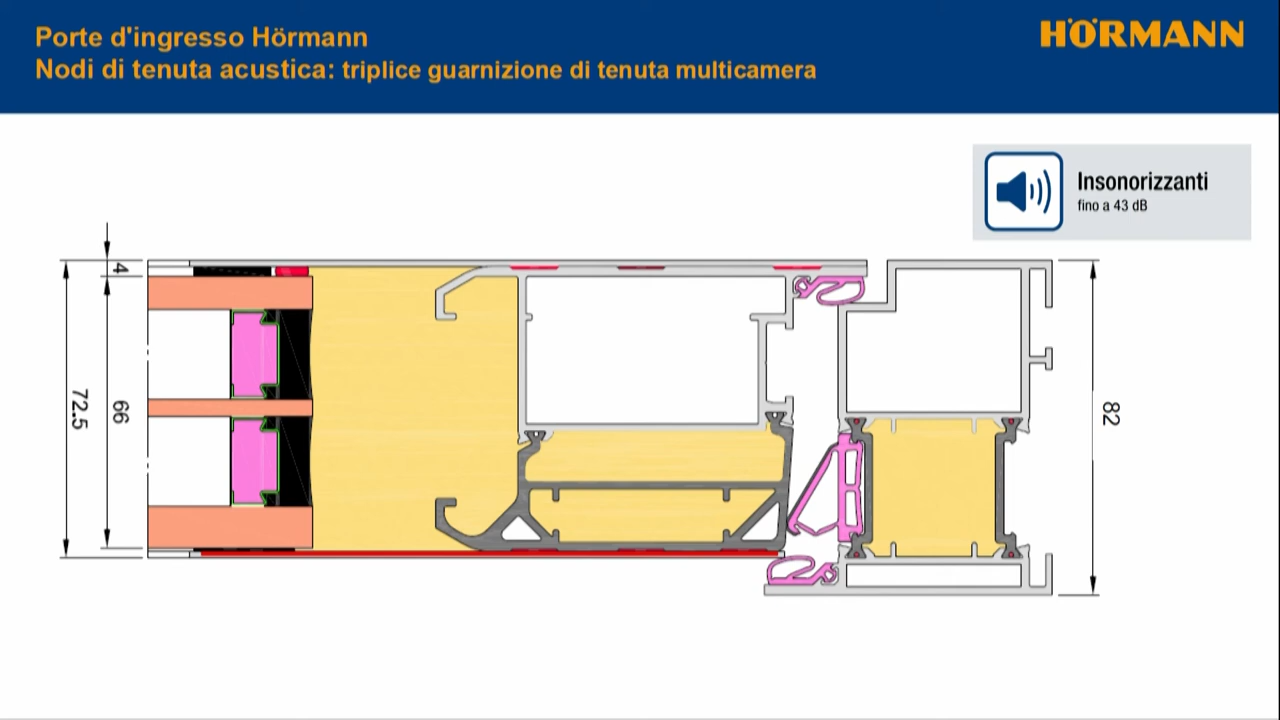 Porte d'ingresso Hörmann
HÖRMANN
Nodi di tenuta acustica: triplice guarnizione di tenuta multicamera
Insonorizzanti
fino a 43 dB
4
72.5
66
82